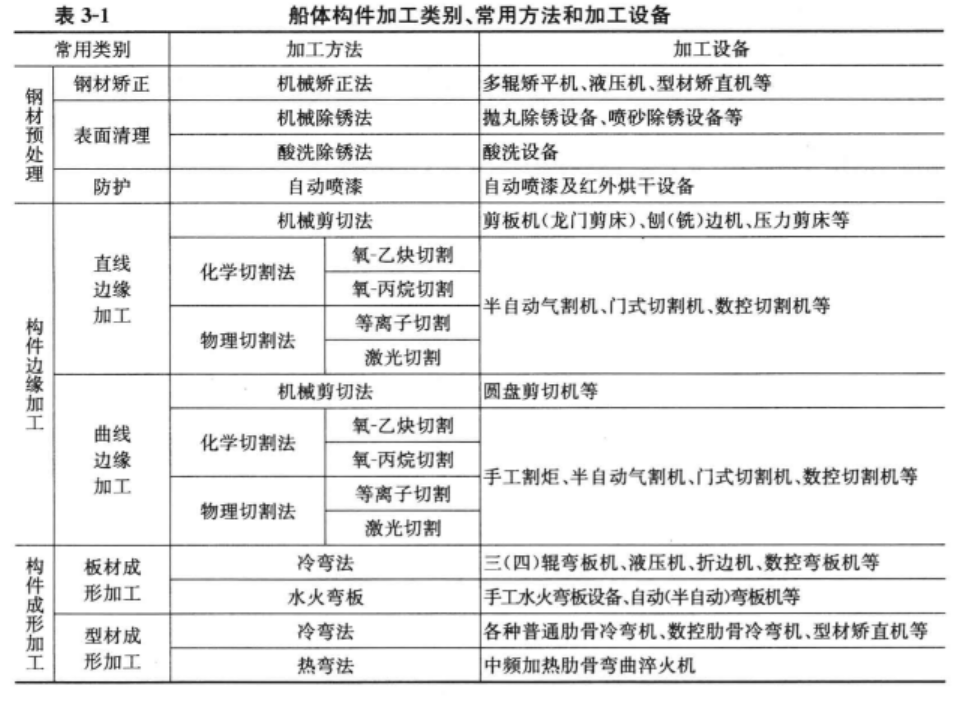 表 3-1 船体构件加工类别、常用方法和加工设备
常用类别 加工方法 加工设备
钢材预处理 钢材矫正 机械矫正法 多辊矫平机、液压机、型材矫直机等
表面清理 机械除锈法 抛丸除锈设备、喷砂除锈设备等
酸洗除锈法 酸洗设备
防护 自动喷漆 自动喷漆及红外烘干设备
构件边缘加工 直线边缘加工 机械剪切法 剪板机(龙门剪床)、刨(铣)边机、压力剪床等
化学切割法 氧-乙炔切割 半自动气割机、门式切割机、数控切割机等
氧-丙烷切割
物理切割法 等离子切割
激光切割
曲线边缘加工 机械剪切法 圆盘剪切机等
化学切割法 氧-乙炔切割 手工割炬、半自动气割机、门式切割机、数控切割机等
氧-丙烷切割
物理切割法 等离子切割
激光切割
构件成形加工 板材成形加工 冷弯法 三(四)辊弯板机、液压机、折边机、数控弯板机等
水火弯板 手工水火弯板设备、自动(半自动)弯板机等
型材成形加工 冷弯法 各种普通肋骨冷弯机、数控肋骨冷弯机、型材矫直机等
热弯法 中频加热肋骨弯曲淬火机